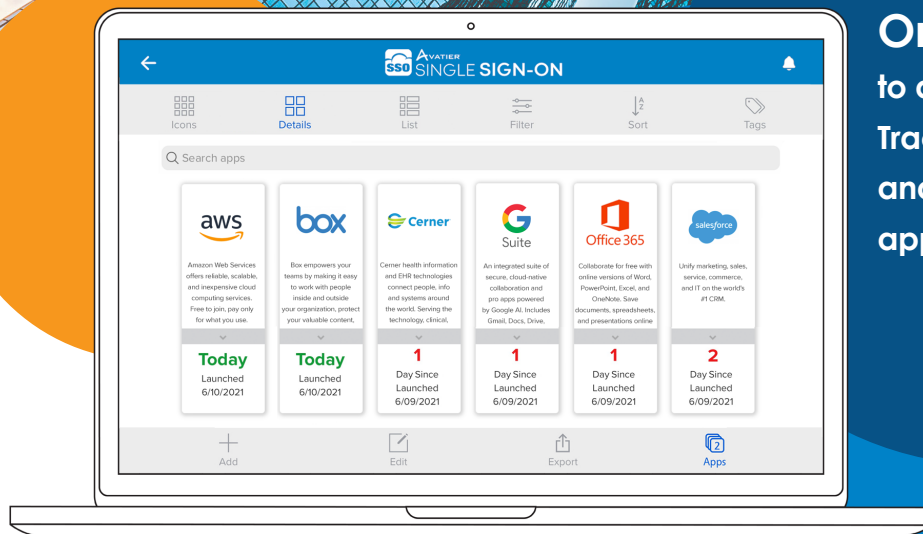 SSO AVATIER SINGLE SIGN-ON
Icons
Details
List
Filter
Sort
A
Z
Tags
Search apps
aws
Amazon Web Services
offers reliable, scalable,
and inexpensive cloud
computing services.
Free to join, pay only
for what you use.
Today
Launched
6/10/2021
box
Box empowers your
teams by making it easy
to work with people
inside and outside
your organization, protect
your valuable content,
Today
Launched
6/10/2021
Cerner
Cerner health information
and EHR technologies
connect people, info
and systems around
the world. Serving the
technology, clinical,
1
Day Since
Launched
6/09/2021
G
Suite
An integrated suite of
secure, cloud-native
collaboration and
pro apps powered
by Google AI. Includes
Gmail, Docs, Drive,
1
Day Since
Launched
6/09/2021
Office 365
Collaborate for free with
online versions of Word,
PowerPoint, Excel, and
OneNote. Save
documents, spreadsheets,
and presentations online
1
Day Since
Launched
6/09/2021
salesforce
Unify marketing, sales,
service, commerce,
and IT on the world's
#1 CRM.
2
Day Since
Launched
6/09/2021
Add
Edit
Export
2
Apps
to
and